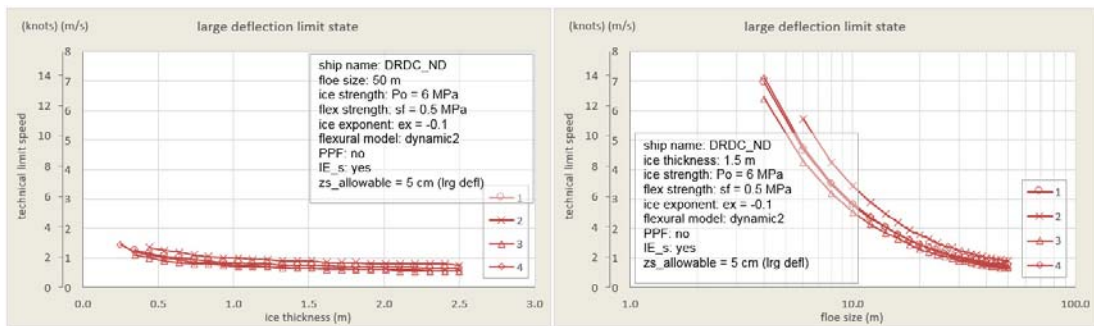 (knots) (m/s) large deflection limit state
technical limit speed
8
14 7
12 6
10 5
8 4
6 3
4 2
2 1
0 0
ship name: DRDC_ND
floe size: 50 m
ice strength: Po = 6 MPa
flex strength: sf = 0.5 MPa
ice exponent: ex = -0.1
flexural model: dynamic2
PPF: no
IE_s: yes
zs_allowable = 5 cm (lrg defl)
1
2
3
4
0.0 0.5 1.0 1.5 2.0 2.5 3.0
ice thickness (m)
(knots) (m/s) large deflection limit state
technical limit speed
8
14 7
12 6
10 5
8 4
6 3
4 2
2 1
0 0
ship name: DRDC_ND
ice thickness: 1.5 m
ice strength: Po = 6 MPa
flex strength: sf = 0.5 MPa
ice exponent: ex = -0.1
flexural model: dynamic2
PPF: no
IE_s: yes
zs_allowable = 5 cm (lrg defl)
1
2
3
4
1.0 10.0 100.0
floe size (m)